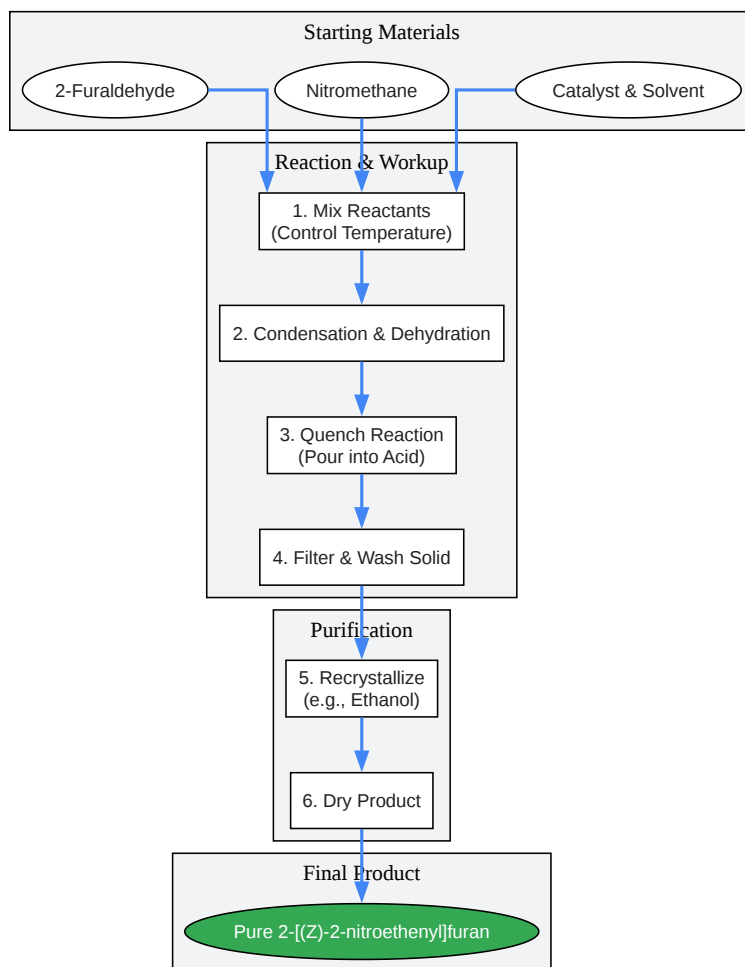 Starting Materials
2-Furaldehyde
Nitromethane
Catalyst & Solvent
Reaction & Workup
1. Mix Reactants
(Control Temperature)
2. Condensation & Dehydration
3. Quench Reaction
(Pour into Acid)
4. Filter & Wash Solid
Purification
5. Recrystallize
(e.g., Ethanol)
6. Dry Product
Final Product
Pure 2-[(Z)-2-nitroethenyl]furan